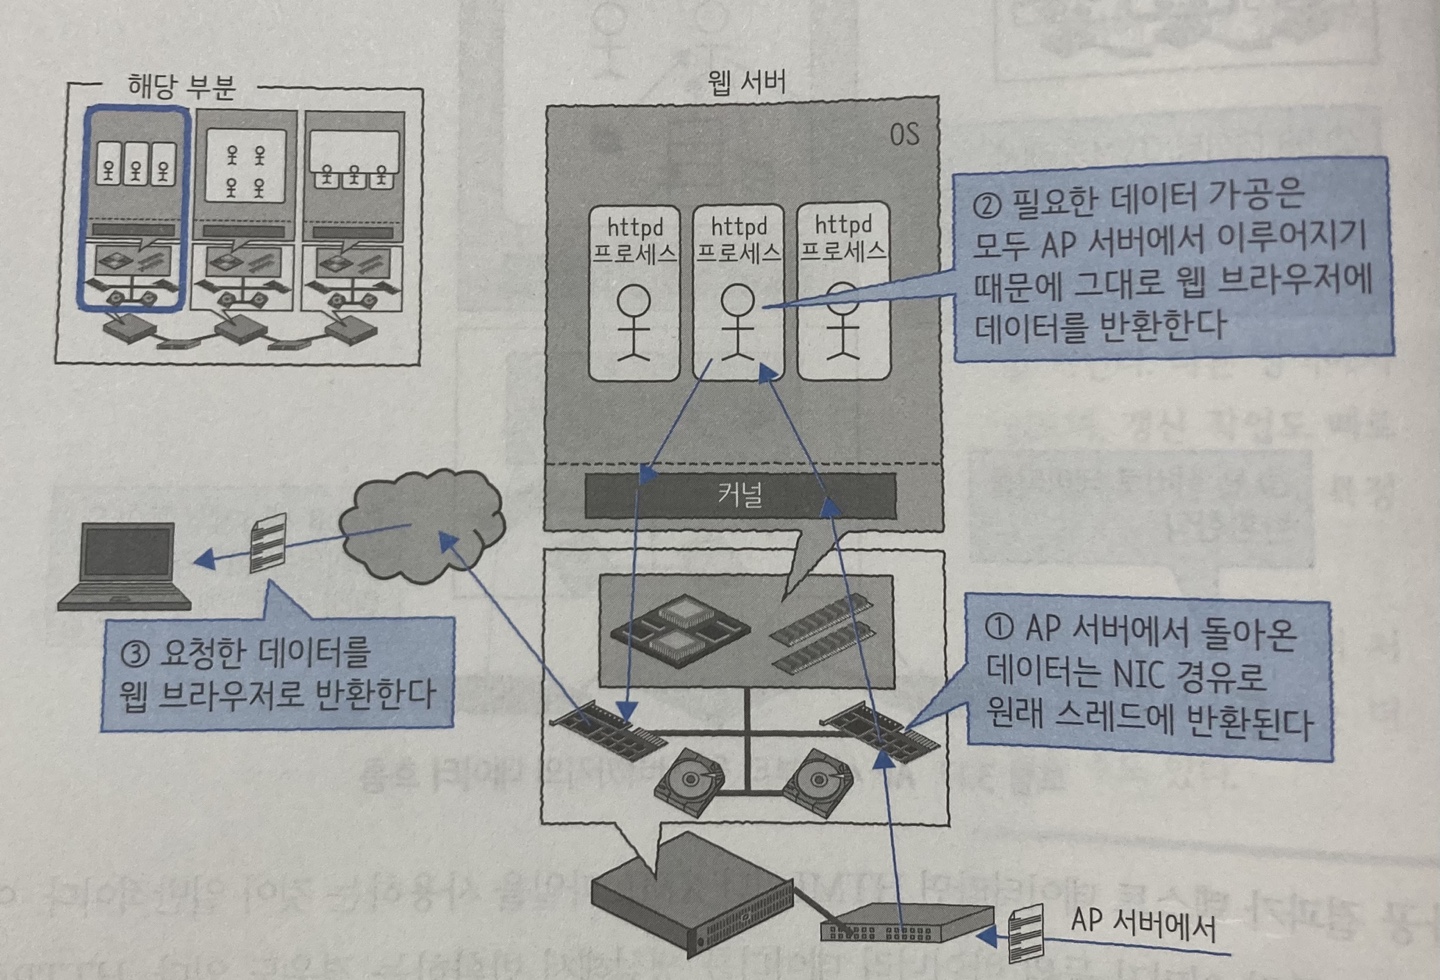 해당 부분
웹 서버
OS
httpd
프로세스
httpd
프로세스
httpd
프로세스
② 필요한 데이터 가공은
모두 AP 서버에서 이루어지기
때문에 그대로 웹 브라우저에
데이터를 반환한다
커널
① AP 서버에서 돌아온
데이터는 NIC 경유로
원래 스레드에 반환된다
③ 요청한 데이터를
웹 브라우저로 반환한다
AP 서버에서